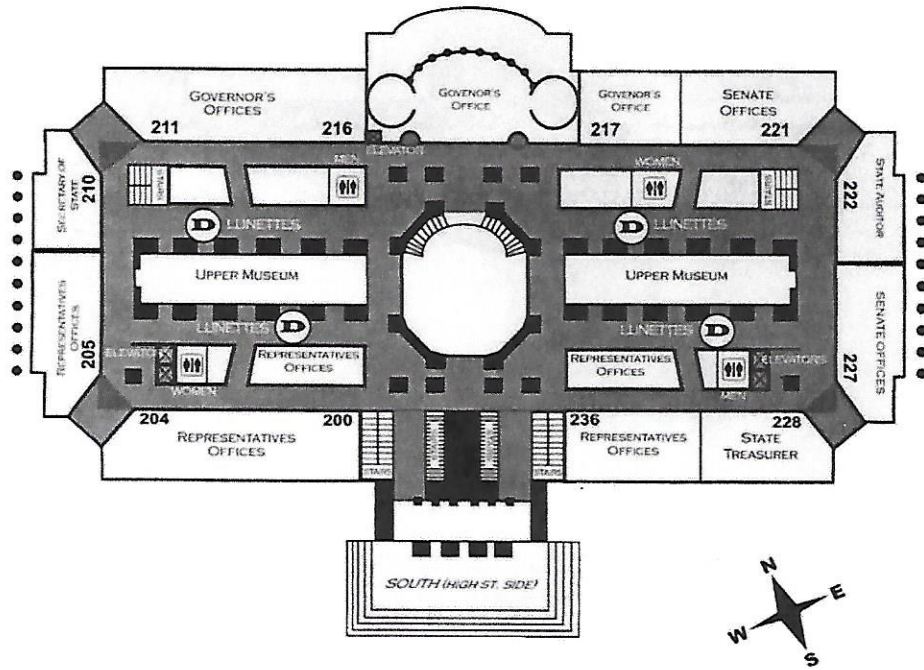 GOVERNOR'S
OFFICES
211
216
GOVENOR'S
OFFICE
GOVENOR'S
OFFICE
217
SENATE
OFFICES
221
ELEVATOR
MEN
WOMEN
STAIRS
STAIRS
SECRETARY OF
STATE
210
STATE AUDITOR
222
D LUNETTES
D LUNETTES
UPPER MUSEUM
UPPER MUSEUM
LUNETTES D
LUNETTES D
REPRESENTATIVES
OFFICES
205
SENATE OFFICES
227
ELEVATORS
WOMEN
REPRESENTATIVES
OFFICES
REPRESENTATIVES
OFFICES
ELEVATORS
MEN
204
200
REPRESENTATIVES
OFFICES
STAIRS
STAIRS
236
REPRESENTATIVES
OFFICES
228
STATE
TREASURER
SOUTH (HIGH ST. SIDE)
N
E
W
S